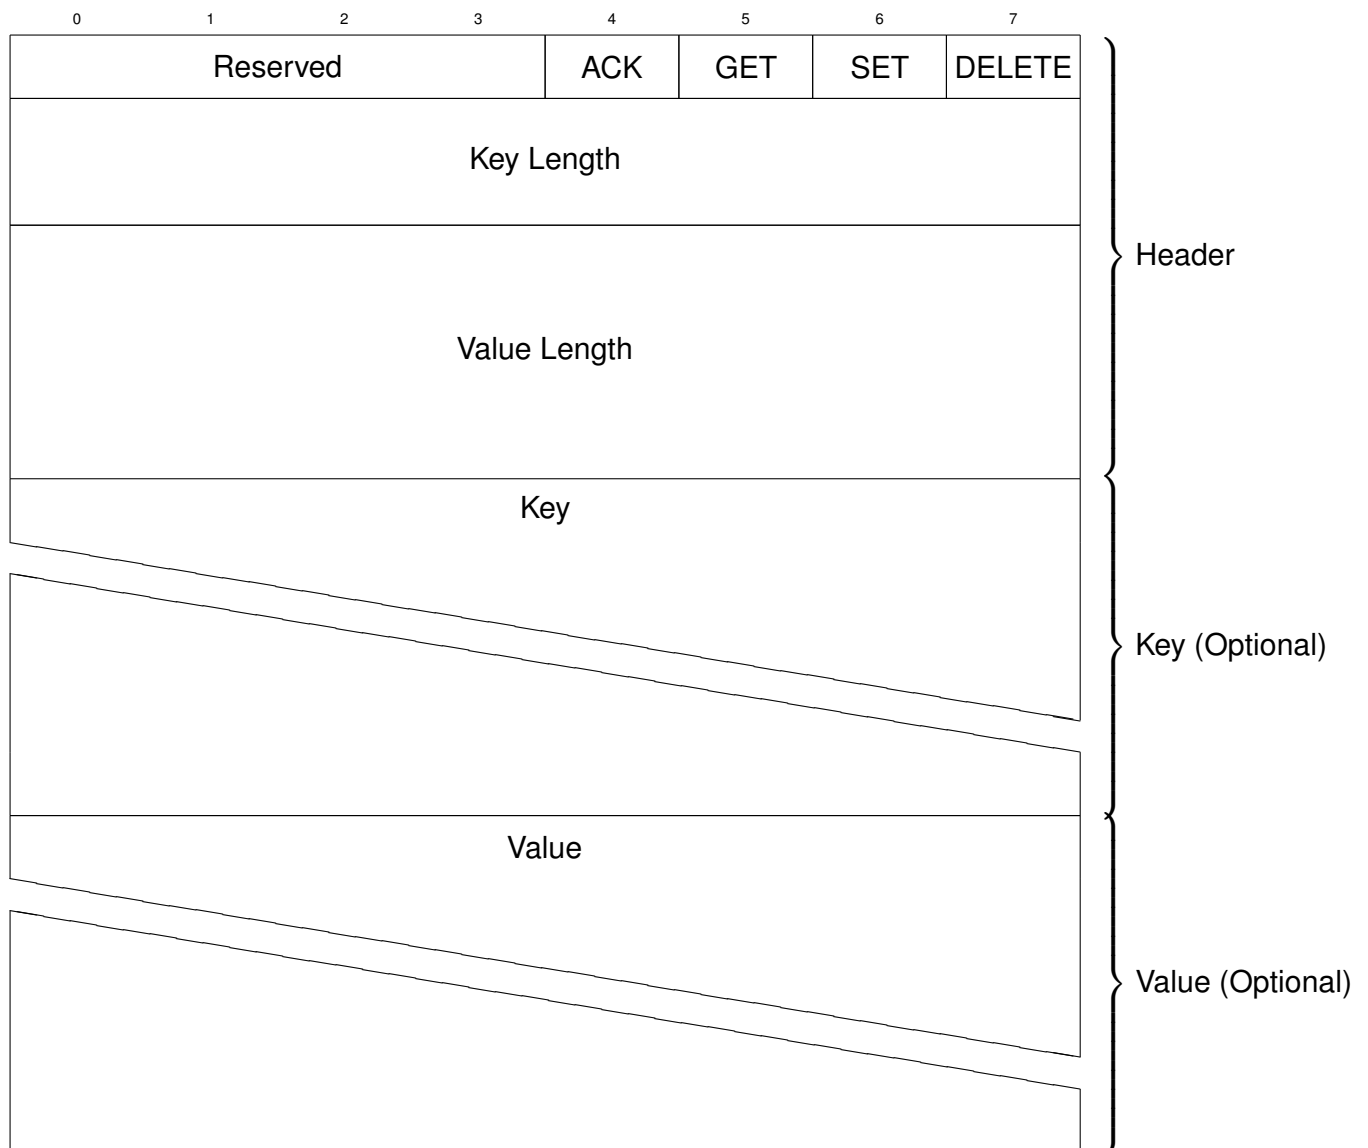 0 1 2 3 4 5 6 7
Reserved ACK GET SET DELETE
Key Length
Header
Value Length
Key
Key (Optional)
Value
Value (Optional)